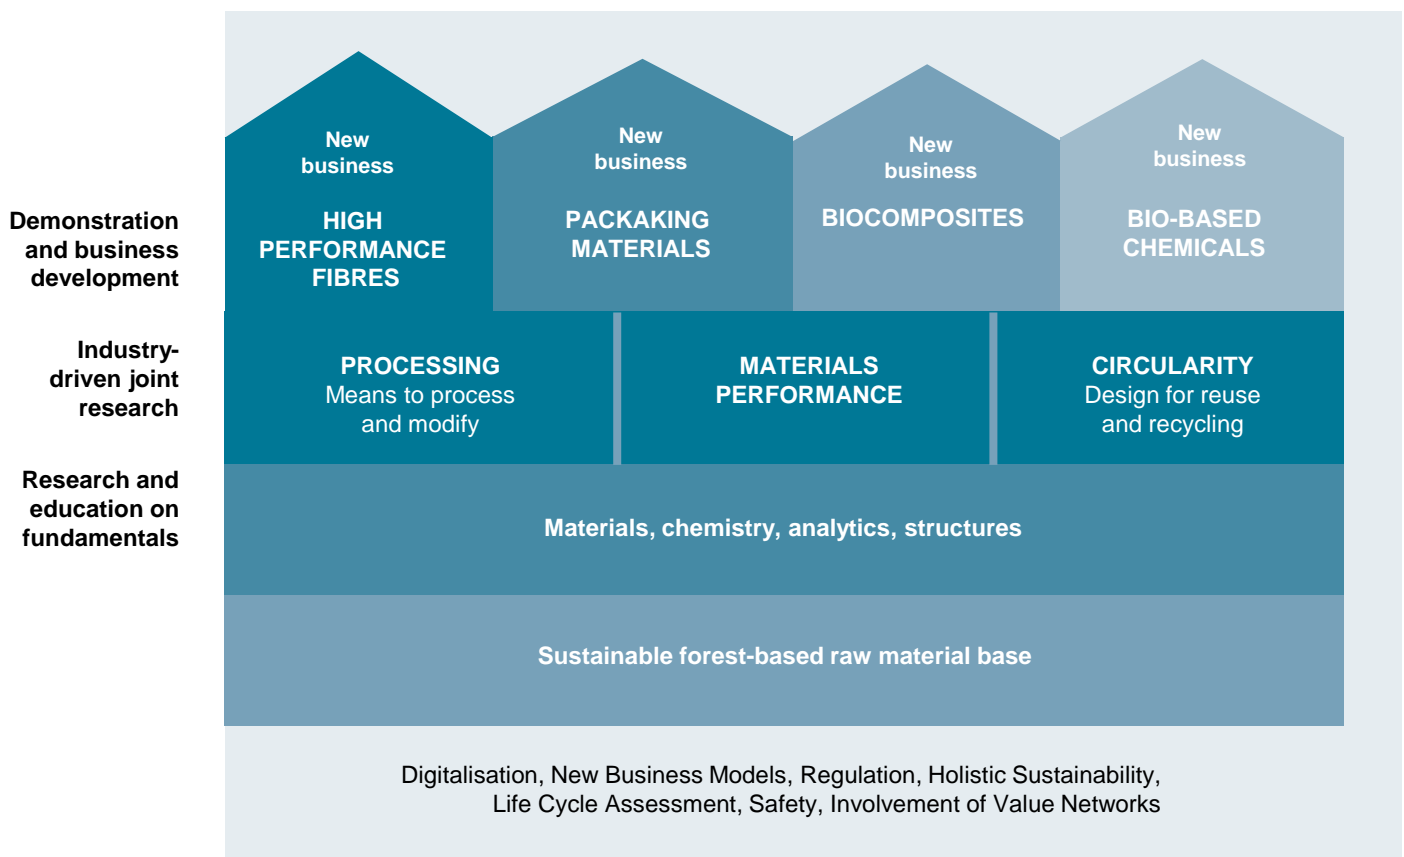 New
business
HIGH
PERFORMANCE
FIBRES
New
business
PACKAKING
MATERIALS
New
business
BIOCOMPOSITES
New
business
BIO-BASED
CHEMICALS
Demonstration
and business
development
Industry-
driven joint
research
PROCESSING
Means to process
and modify
MATERIALS
PERFORMANCE
CIRCULARITY
Design for reuse
and recycling
Research and
education on
fundamentals
Materials, chemistry, analytics, structures
Sustainable forest-based raw material base
Digitalisation, New Business Models, Regulation, Holistic Sustainability,
Life Cycle Assessment, Safety, Involvement of Value Networks